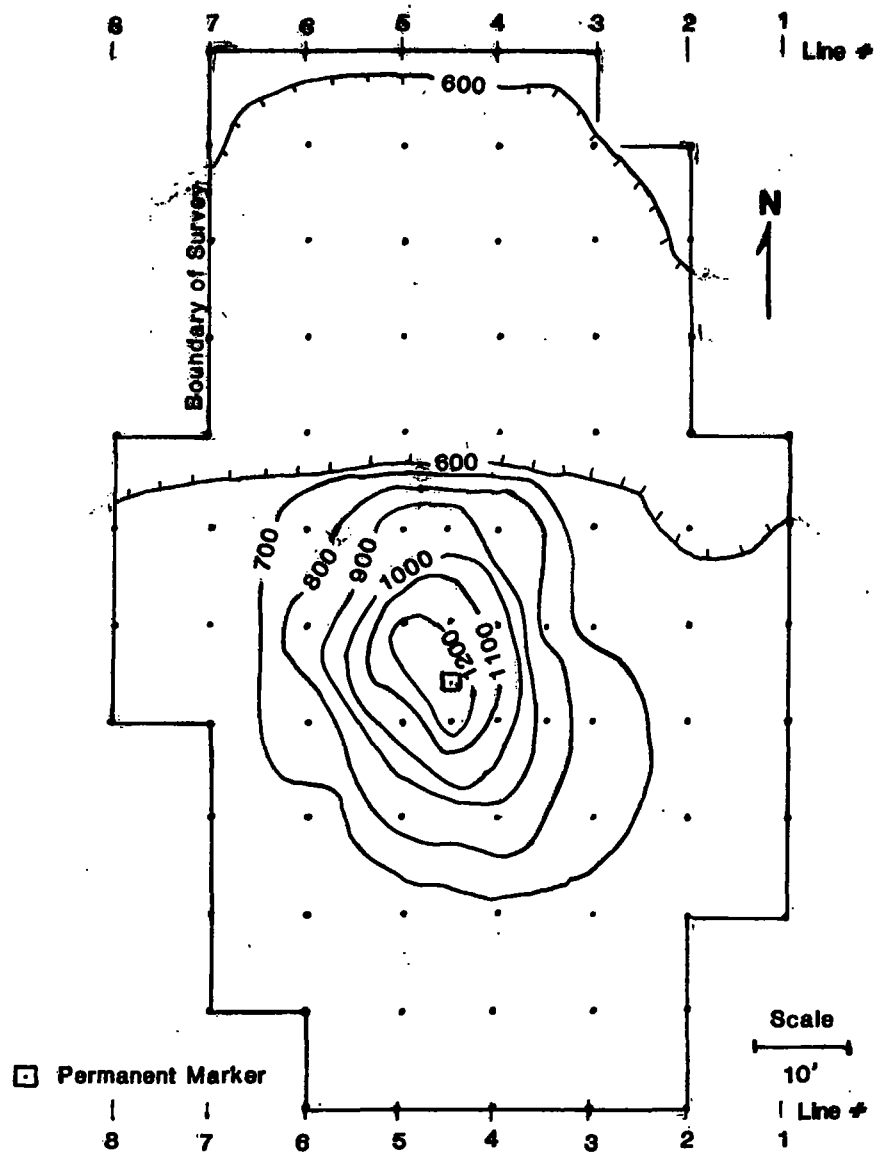 8 7 6 5 4 3 2 1 Line #
600
N
Boundary of Survey
600
700
800
900
1000
1200
1100
Scale
10'
Permanent Marker
Line #
8 7 6 5 4 3 2 1